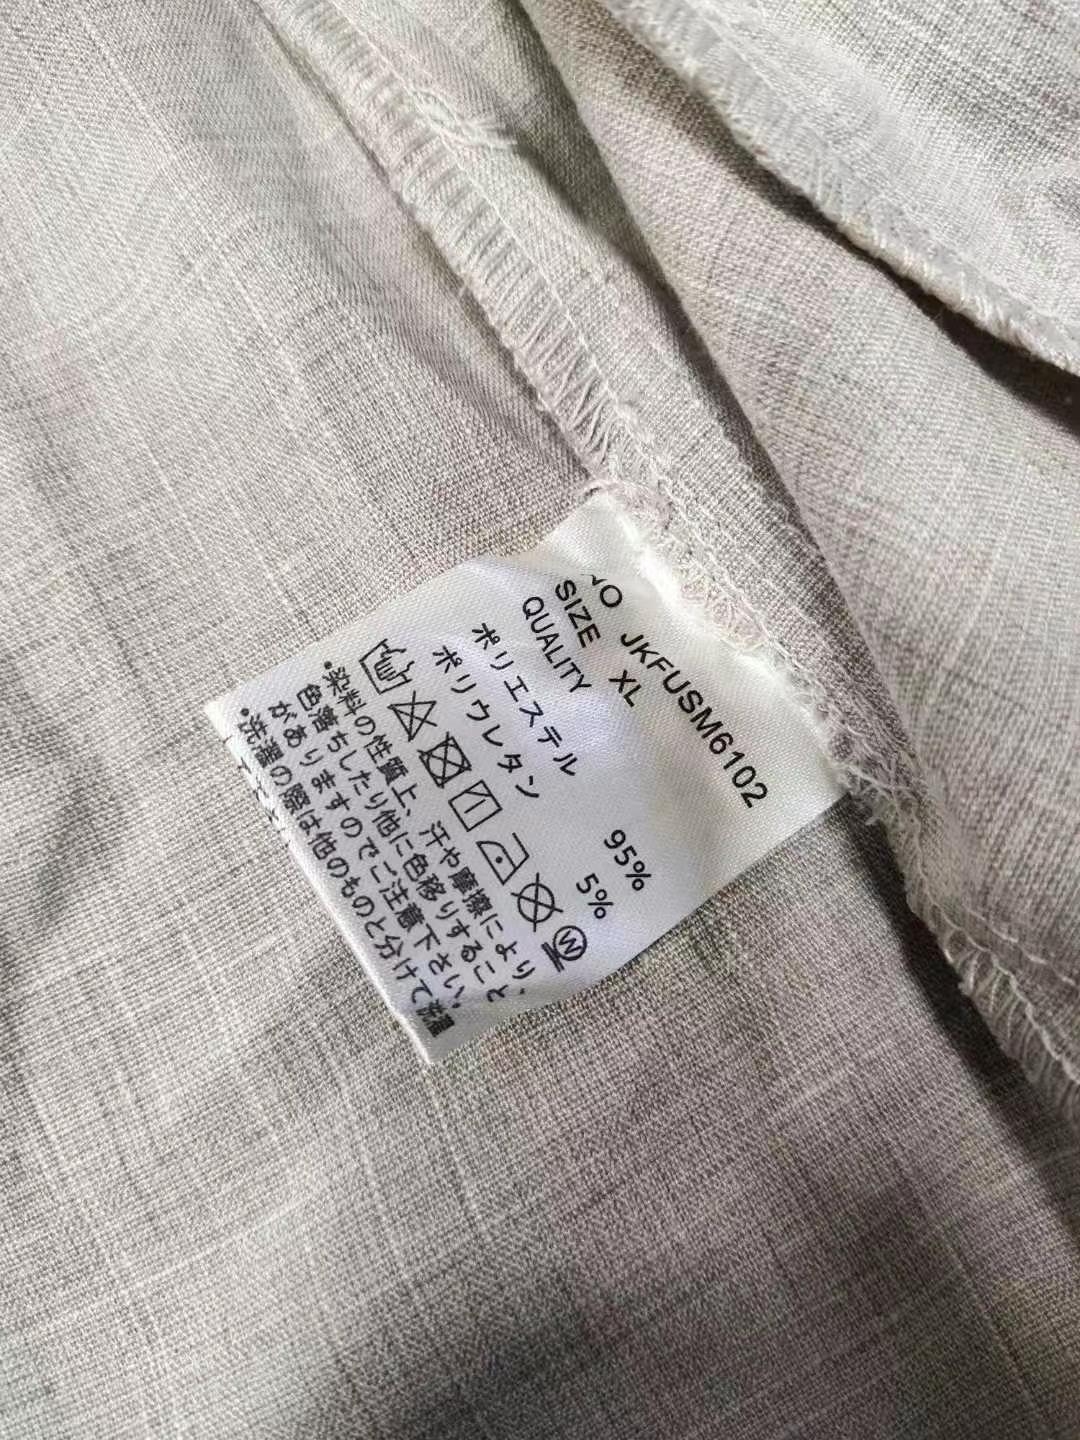 NO JKFUSM6102
SIZE XL
QUALITY
ポリエステル 95%
ポリウレタン 5%
W
•染料の性質上、汗や摩擦により、
色落ちしたり他に色移りすること
がありますのでご注意下さい。
•洗濯の際は他のものと分けて洗濯